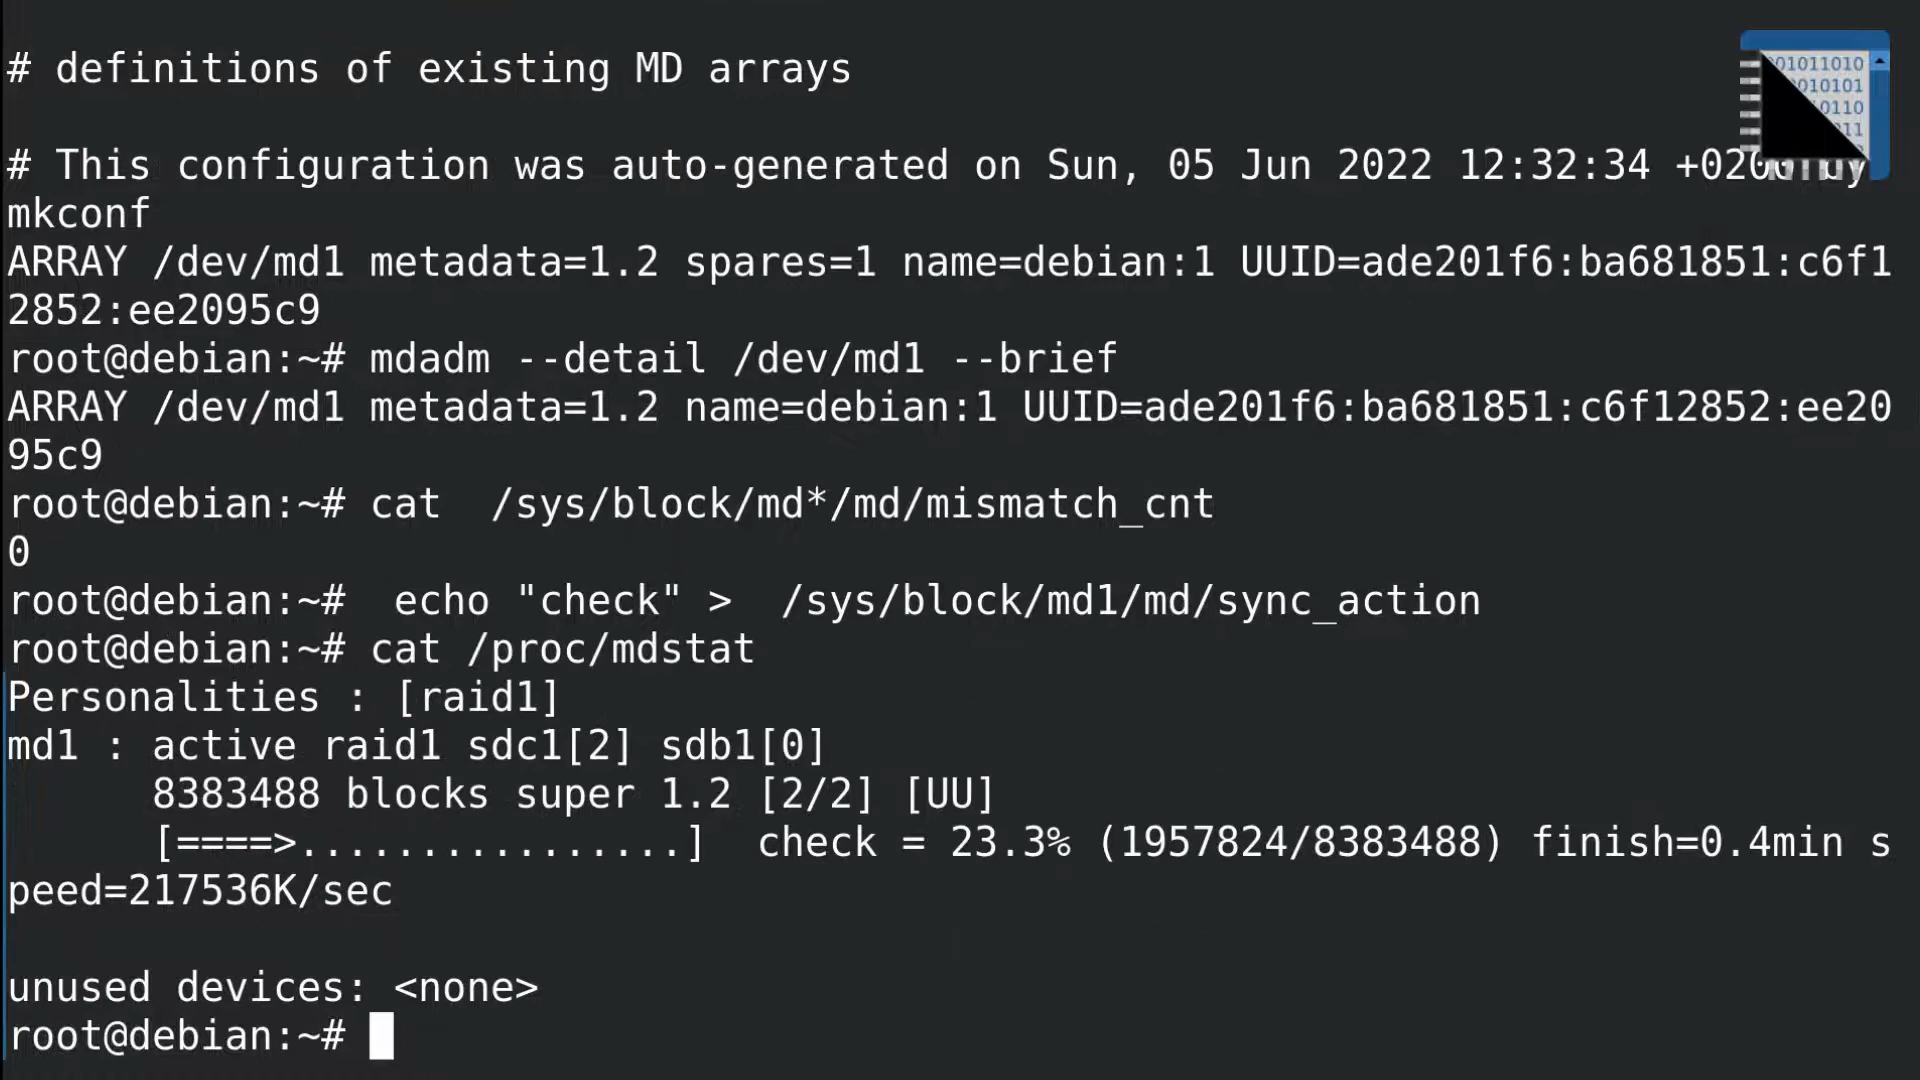 # definitions of existing MD arrays
# This configuration was auto-generated on Sun, 05 Jun 2022 12:32:34 +0200 by
mkconf
ARRAY /dev/md1 metadata=1.2 spares=1 name=debian:1 UUID=ade201f6:ba681851:c6f1
2852:ee2095c9
root@debian:~# mdadm --detail /dev/md1 --brief
ARRAY /dev/md1 metadata=1.2 name=debian:1 UUID=ade201f6:ba681851:c6f12852:ee20
95c9
root@debian:~# cat  /sys/block/md*/md/mismatch_cnt
0
root@debian:~#  echo "check" >  /sys/block/md1/md/sync_action
root@debian:~# cat /proc/mdstat
Personalities : [raid1]
md1 : active raid1 sdc1[2] sdb1[0]
      8383488 blocks super 1.2 [2/2] [UU]
      [====>................]  check = 23.3% (1957824/8383488) finish=0.4min s
peed=217536K/sec
unused devices: <none>
root@debian:~#
001011010
010101
0110
011